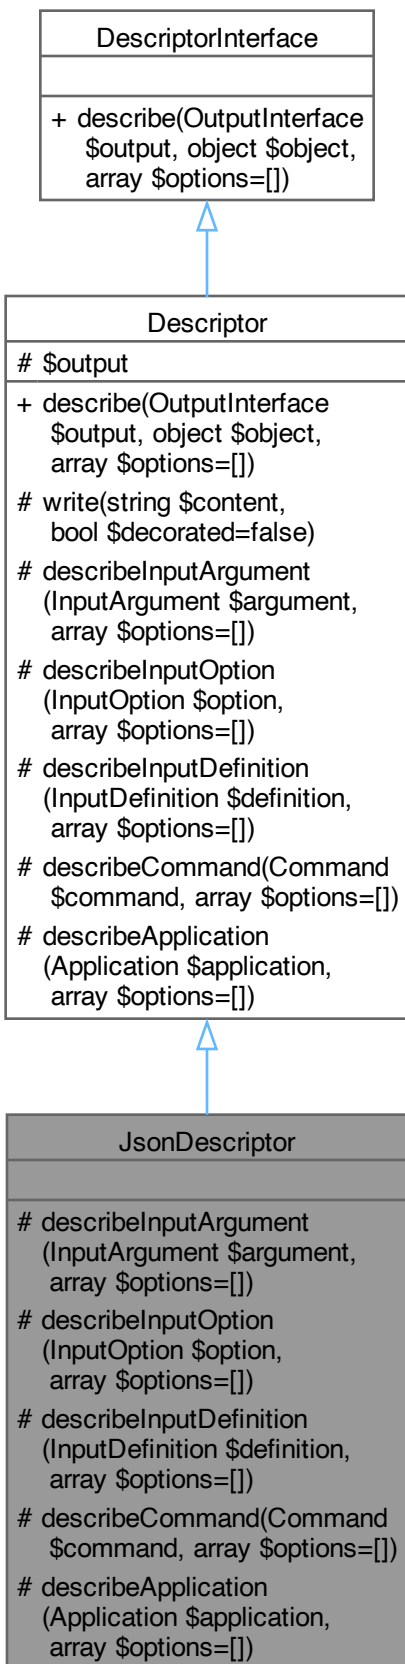 DescriptorInterface
+ describe(OutputInterface
$output, object $object,
array $options=[])
Descriptor
# $output
+ describe(OutputInterface
$output, object $object,
array $options=[])
# write(string $content,
bool $decorated=false)
# describeInputArgument
(InputArgument $argument,
array $options=[])
# describeInputOption
(InputOption $option,
array $options=[])
# describeInputDefinition
(InputDefinition $definition,
array $options=[])
# describeCommand(Command
$command, array $options=[])
# describeApplication
(Application $application,
array $options=[])
JsonDescriptor
# describeInputArgument
(InputArgument $argument,
array $options=[])
# describeInputOption
(InputOption $option,
array $options=[])
# describeInputDefinition
(InputDefinition $definition,
array $options=[])
# describeCommand(Command
$command, array $options=[])
# describeApplication
(Application $application,
array $options=[])